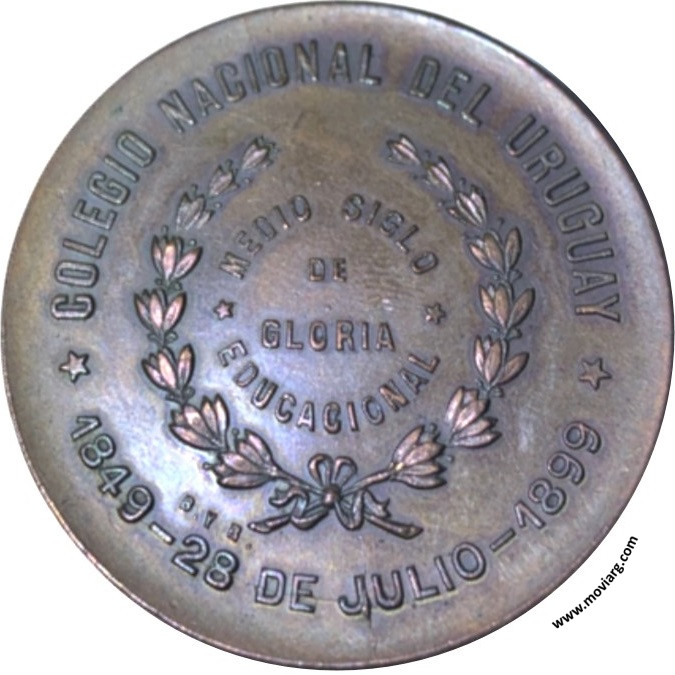 COLEGIO NACIONAL DEL URUGUAY
MEDIO SIGLO
DE
GLORIA
EDUCACIONAL
1849-28 DE JULIO-1899
www.moviarg.com